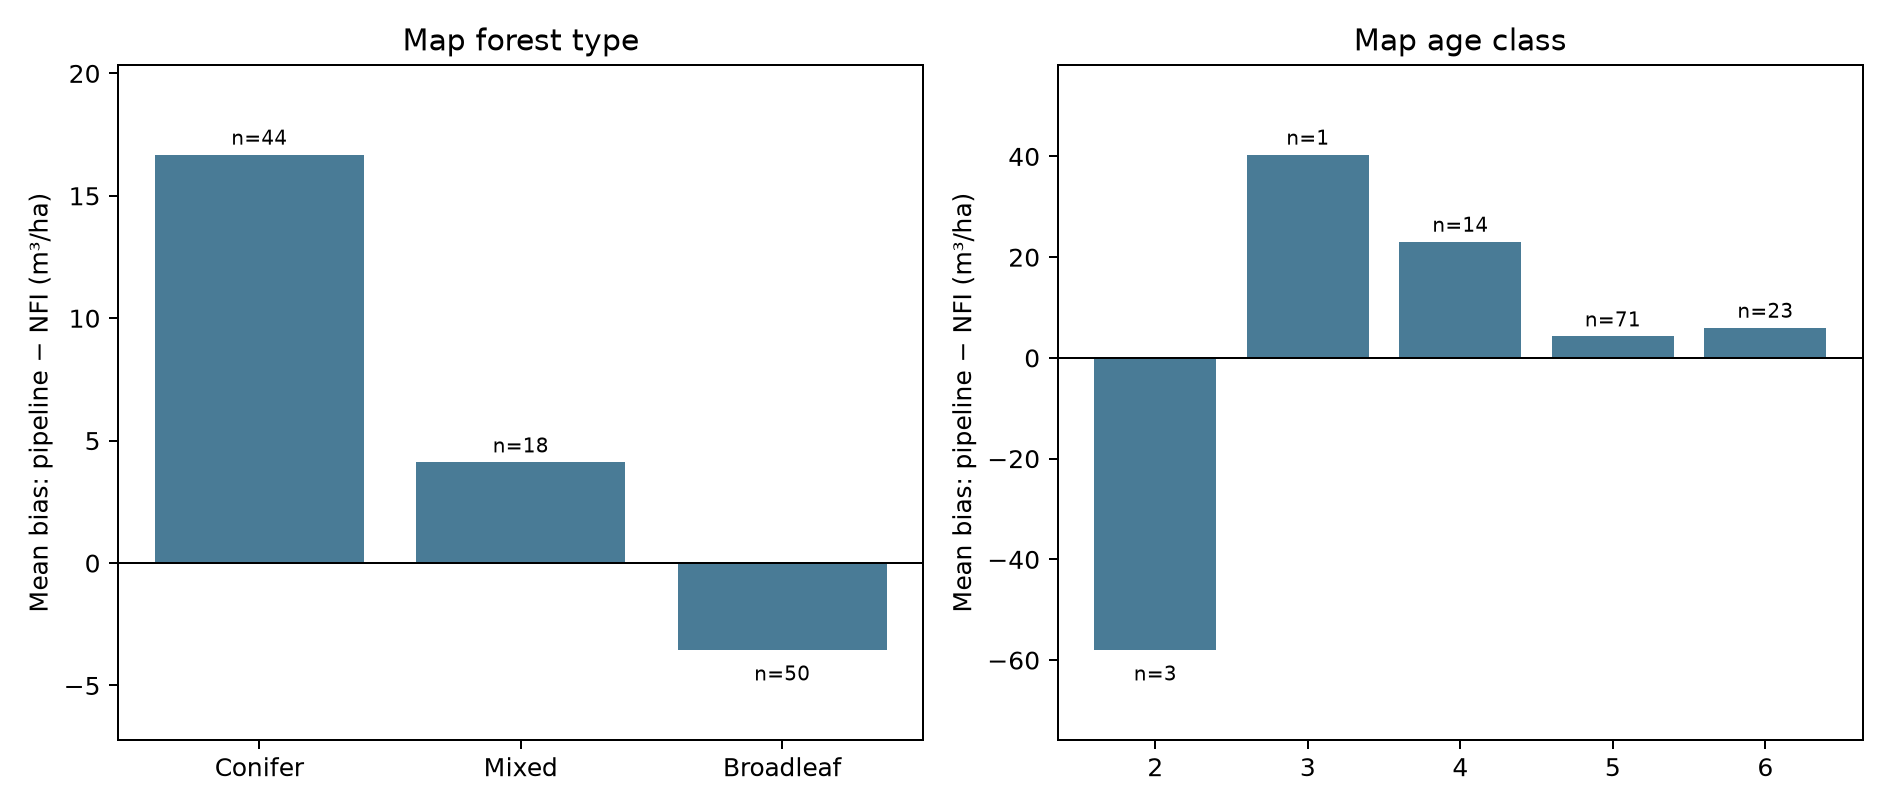 Map forest type
Mean bias: pipeline − NFI (m³/ha)
20
15
10
5
0
−5
n=44
n=18
n=50
Conifer
Mixed
Broadleaf
Map age class
Mean bias: pipeline − NFI (m³/ha)
40
20
0
−20
−40
−60
n=3
n=1
n=14
n=71
n=23
2
3
4
5
6